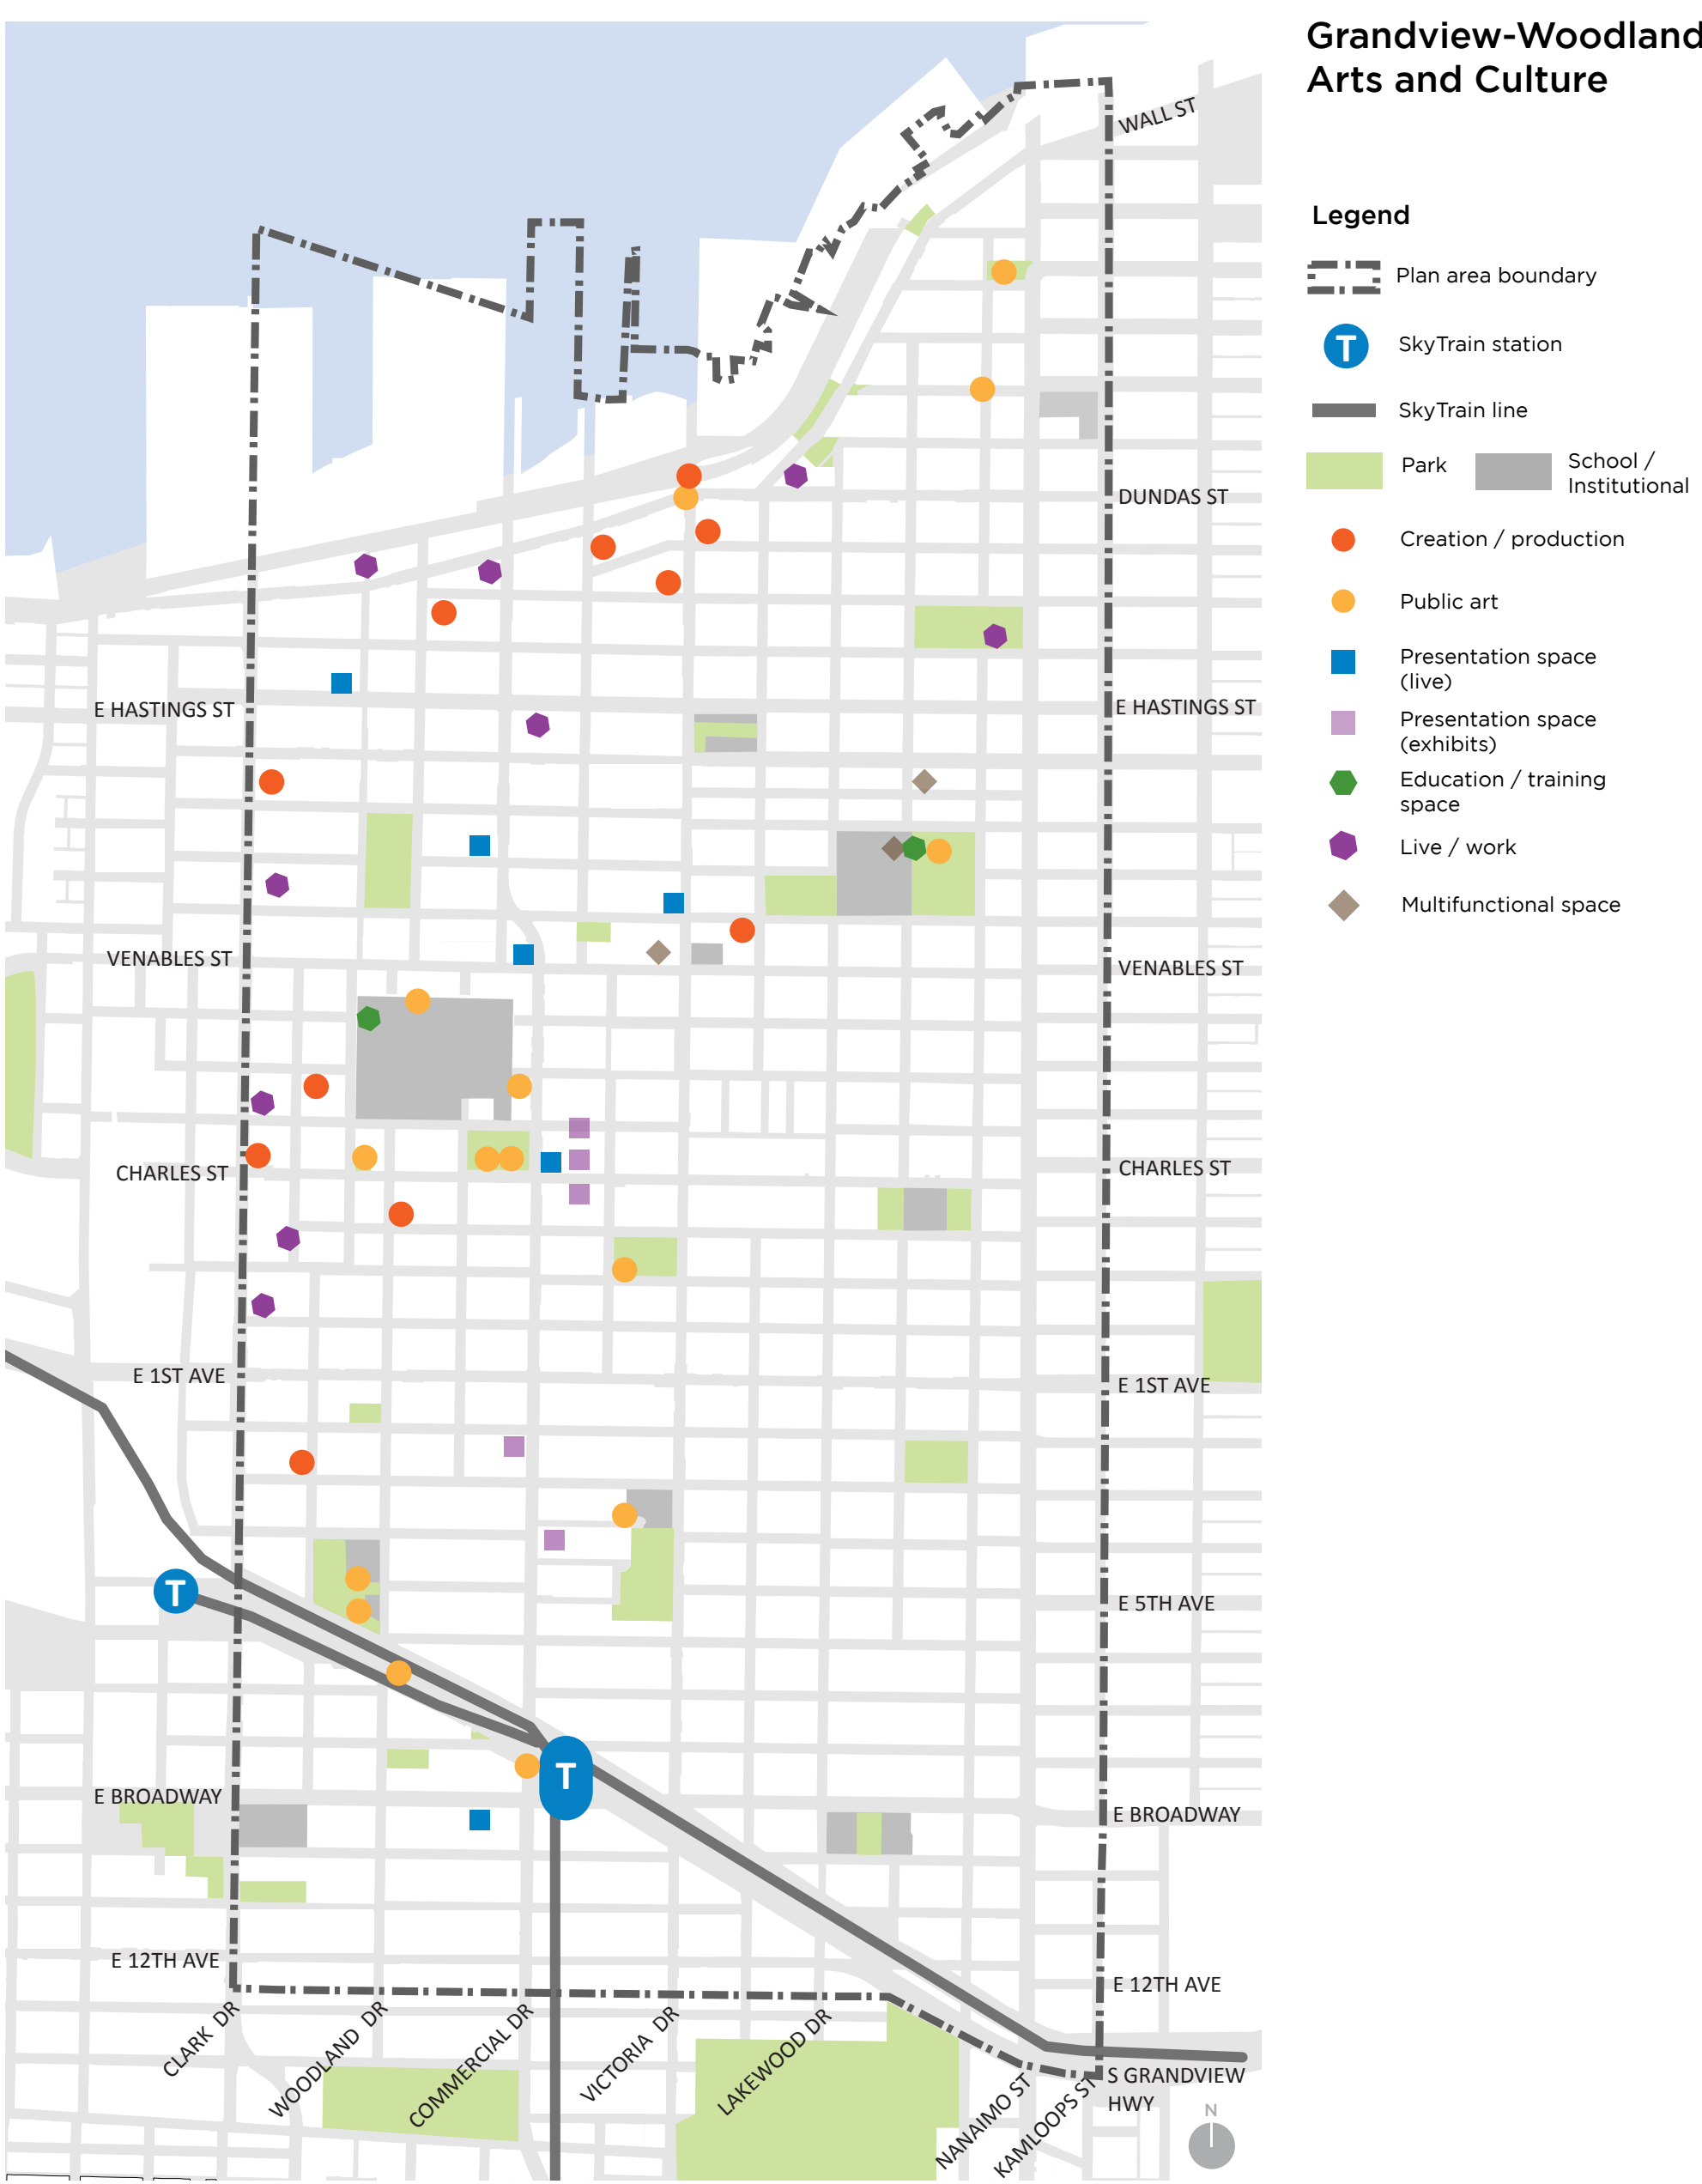 Grandview-Woodland
Arts and Culture
Legend
Plan area boundary
T
SkyTrain station
SkyTrain line
Park
School /
Institutional
Creation / production
Public art
Presentation space
(live)
Presentation space
(exhibits)
Education / training
space
Live / work
Multifunctional space
WALL ST
DUNDAS ST
E HASTINGS ST
E HASTINGS ST
VENABLES ST
VENABLES ST
CHARLES ST
CHARLES ST
E 1ST AVE
E 1ST AVE
T
E 5TH AVE
T
E BROADWAY
E BROADWAY
E 12TH AVE
E 12TH AVE
CLARK DR
WOODLAND DR
COMMERCIAL DR
VICTORIA DR
LAKEWOOD DR
NANAIMO ST
KAMLOOPS ST
S GRANDVIEW
HWY
N